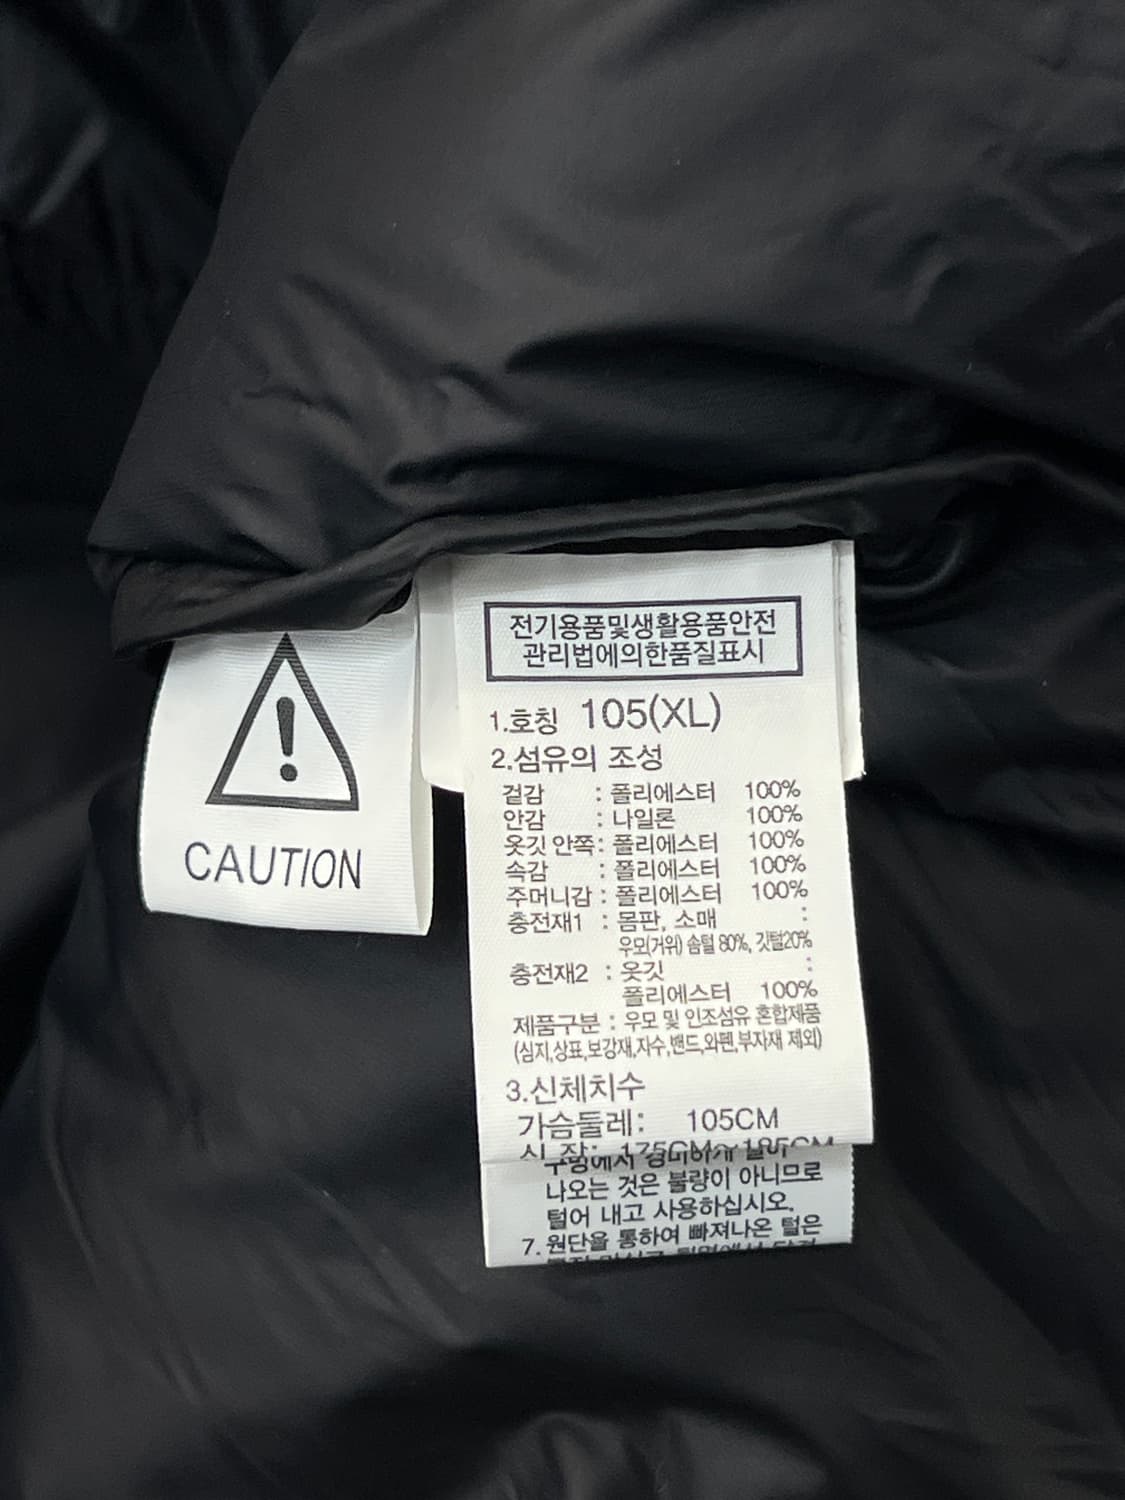 CAUTION
전기용품및생활용품안전
관리법에의한품질표시
1.호칭 105(XL)
2.섬유의 조성
겉감 : 폴리에스터 100%
안감 : 나일론 100%
옷깃 안쪽 : 폴리에스터 100%
속감 : 폴리에스터 100%
주머니감 : 폴리에스터 100%
충전재1 : 몸판, 소매 :
우모(거위) 솜털 80%, 깃털20%
충전재2 : 옷깃 :
폴리에스터 100%
제품구분 : 우모 및 인조섬유 혼합제품
(심지,상표,보강재,자수,밴드,와펜,부자재 제외)
3.신체치수
가슴둘레: 105CM
신 장: 175CM~185CM
나오는 것은 불량이 아니므로
털어 내고 사용하십시오.
7. 원단을 통하여 빠져나온 털은